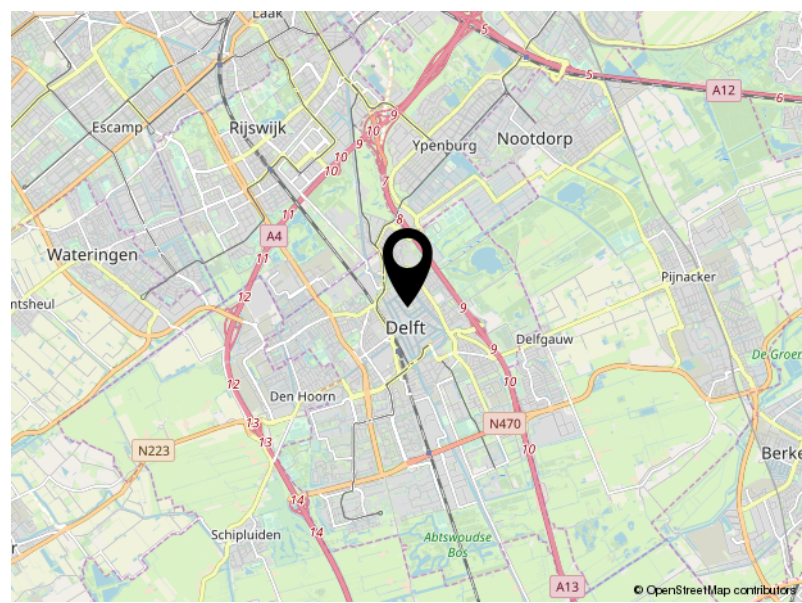 Laak
5
5
A12
6
Escamp
Rijswijk
9
10
9
10
10
Ypenburg
Nootdorp
7
11
8
A4
11
Wateringen
Pijnacker
12
ntsheul
9
Delft
9
Delfgauw
De Groen
12
10
Den Hoorn
13
N470
13
N223
10
Berke
14
14
Schipluiden
Abtswoudse
Bos
r
A13
© OpenStreetMap contributors